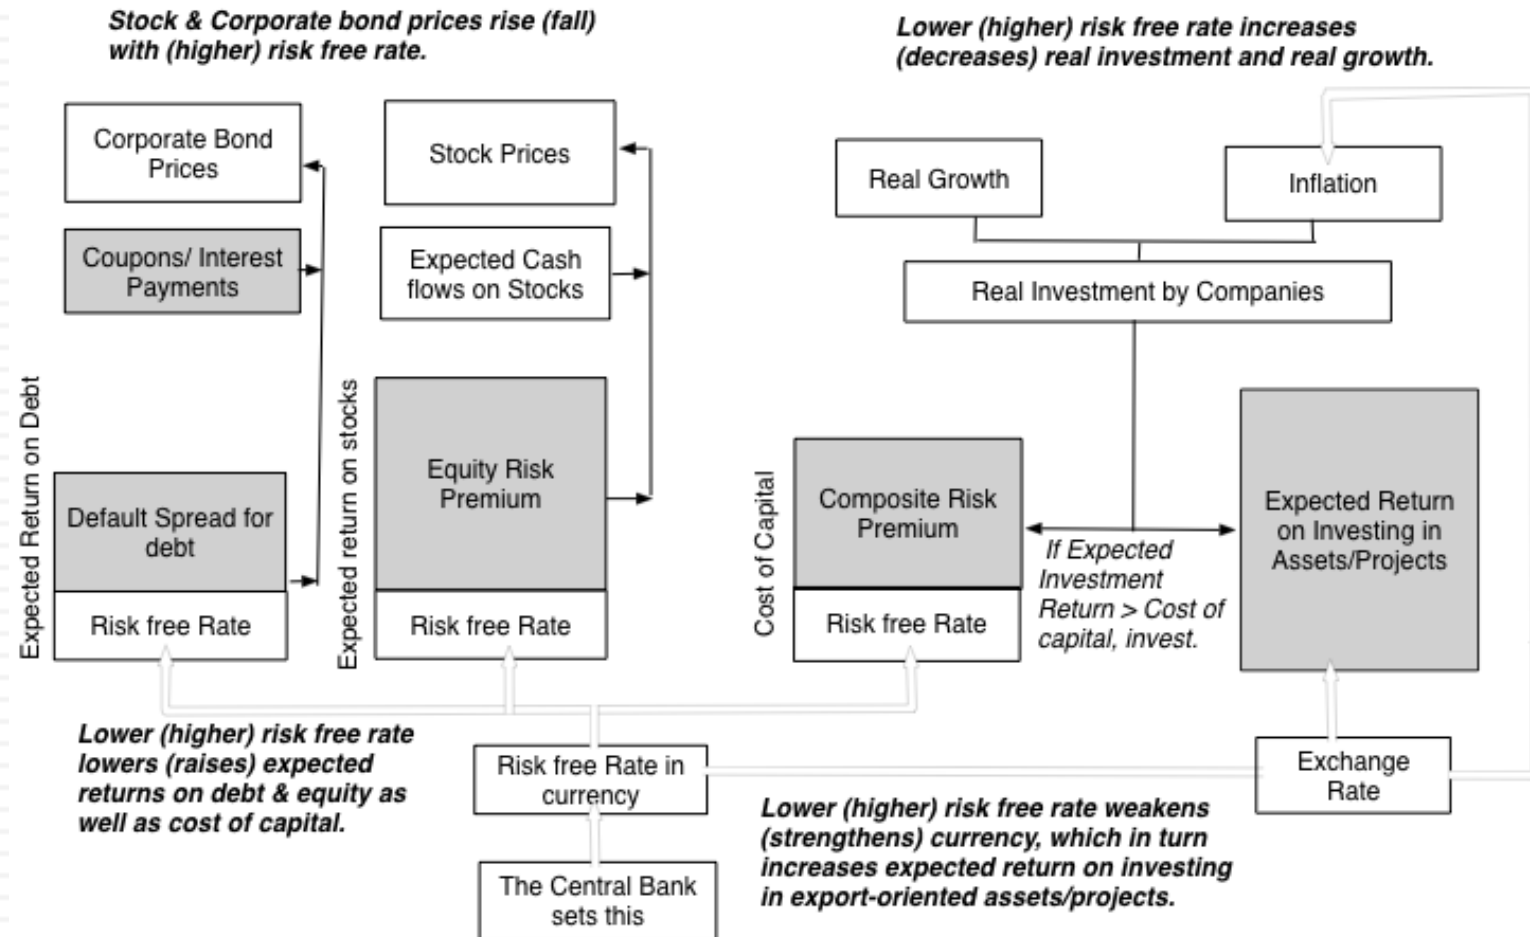 Stock & Corporate bond prices rise (fall)
with (higher) risk free rate.
Lower (higher) risk free rate increases
(decreases) real investment and real growth.
Corporate Bond
Prices
Stock Prices
Real Growth
Inflation
Coupons/ Interest
Payments
Expected Cash
flows on Stocks
Real Investment by Companies
Expected Return on Debt
Default Spread for
debt
Risk free Rate
Expected return on stocks
Equity Risk
Premium
Risk free Rate
Cost of Capital
Composite Risk
Premium
Risk free Rate
If Expected
Investment
Return > Cost of
capital, invest.
Expected Return
on Investing in
Assets/Projects
Lower (higher) risk free rate
lowers (raises) expected
returns on debt & equity as
well as cost of capital.
Risk free Rate in
currency
Exchange
Rate
Lower (higher) risk free rate weakens
(strengthens) currency, which in turn
increases expected return on investing
in export-oriented assets/projects.
The Central Bank
sets this